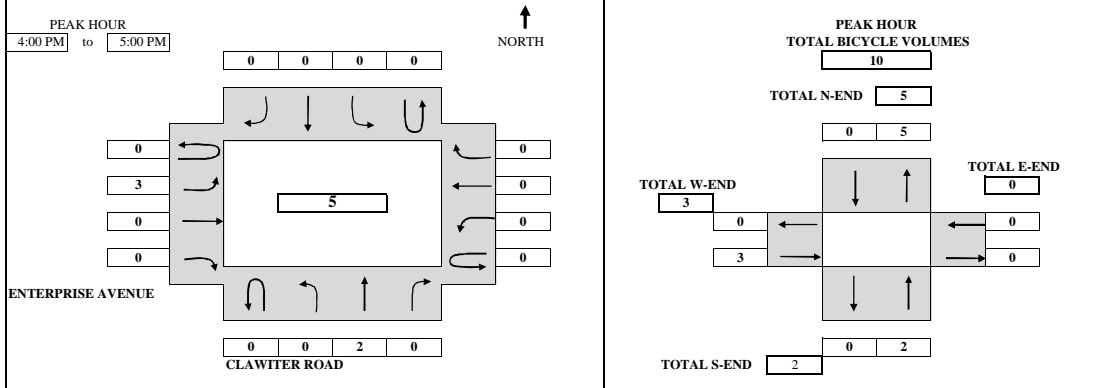 PEAK HOUR
4:00 PM to 5:00 PM
NORTH
0 0 0 0
0 0
3 0
5
0 0
0 0
ENTERPRISE AVENUE
0 0 2 0
CLAWITER ROAD
PEAK HOUR
TOTAL BICYCLE VOLUMES
10
TOTAL N-END 5
0 5
TOTAL E-END
0
TOTAL W-END
3
0 0
3 0
0 2
TOTAL S-END 2